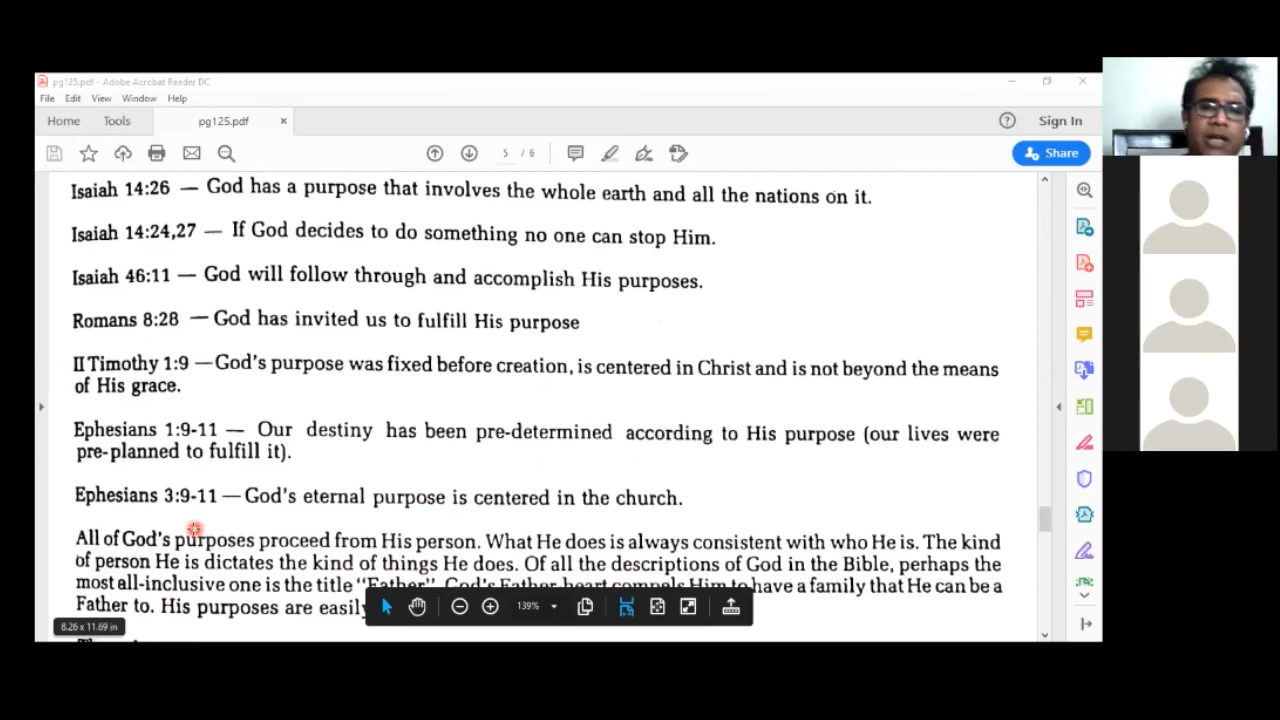 pg125.pdf - Adobe Acrobat Reader DC
File Edit View Window Help
Home Tools pg125.pdf × Sign In
5 / 6 Share
Isaiah 14:26 — God has a purpose that involves the whole earth and all the nations on it.
Isaiah 14:24,27 — If God decides to do something no one can stop Him.
Isaiah 46:11 — God will follow through and accomplish His purposes.
Romans 8:28 — God has invited us to fulfill His purpose
II Timothy 1:9 — God's purpose was fixed before creation, is centered in Christ and is not beyond the means
of His grace.
Ephesians 1:9-11 — Our destiny has been pre-determined according to His purpose (our lives were
pre-planned to fulfill it).
Ephesians 3:9-11 — God's eternal purpose is centered in the church.
All of God's purposes proceed from His person. What He does is always consistent with who He is. The kind
of person He is dictates the kind of things He does. Of all the descriptions of God in the Bible, perhaps the
most all-inclusive one is the title "Father". God's Father heart compels Him to have a family that He can be a
Father to. His purposes are easily
139%
8.26 x 11.69 in